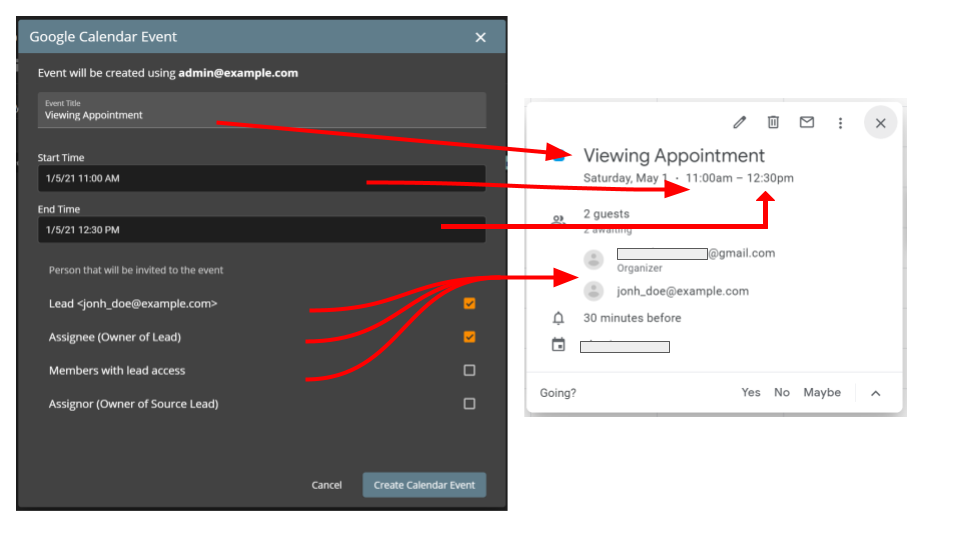 Google Calendar Event
Event will be created using admin@example.com
Event Title
Viewing Appointment
Start Time
1/5/21 11:00 AM
End Time
1/5/21 12:30 PM
Person that will be invited to the event
Lead <jonh_doe@example.com>
Assignee (Owner of Lead)
Members with lead access
Assignor (Owner of Source Lead)
Cancel
Create Calendar Event
Viewing Appointment
Saturday, May 1 · 11:00am – 12:30pm
2 guests
2 awaiting
@gmail.com
Organizer
jonh_doe@example.com
30 minutes before
Going?
Yes No Maybe